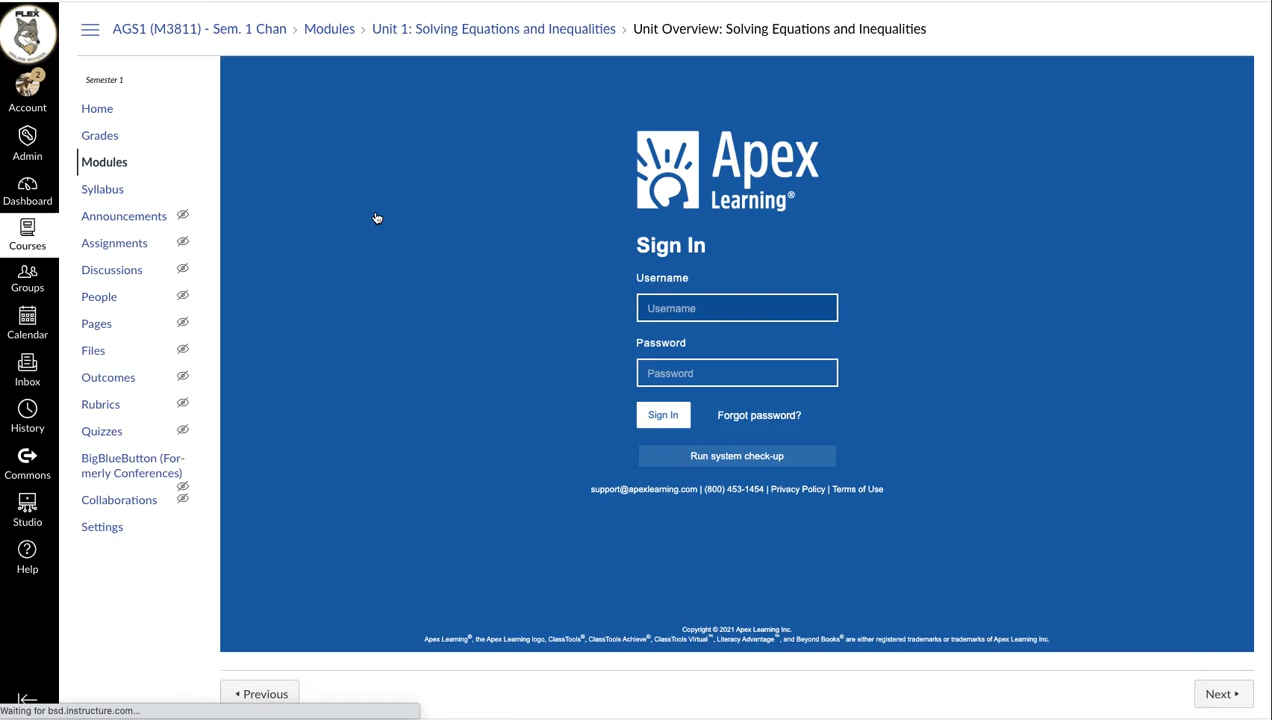 FLEX
AGS1 (M3811) - Sem. 1 Chan › Modules › Unit 1: Solving Equations and Inequalities › Unit Overview: Solving Equations and Inequalities
2
Account
Admin
Dashboard
Courses
Groups
Calendar
Inbox
History
Commons
Studio
Help
Semester 1
Home
Grades
Modules
Syllabus
Announcements
Assignments
Discussions
People
Pages
Files
Outcomes
Rubrics
Quizzes
BigBlueButton (For-
merly Conferences)
Collaborations
Settings
Apex
Learning®
Sign In
Username
Username
Password
Password
Sign In Forgot password?
Run system check-up
support@apexlearning.com | (800) 453-1454 | Privacy Policy | Terms of Use
Copyright © 2021 Apex Learning Inc.
Apex Learning®, the Apex Learning logo, ClassTools®, ClassTools Achieve®, ClassTools Virtual™, Literacy Advantage™, and Beyond Books® are either registered trademarks or trademarks of Apex Learning Inc.
Previous
Next
Waiting for bsd.instructure.com...